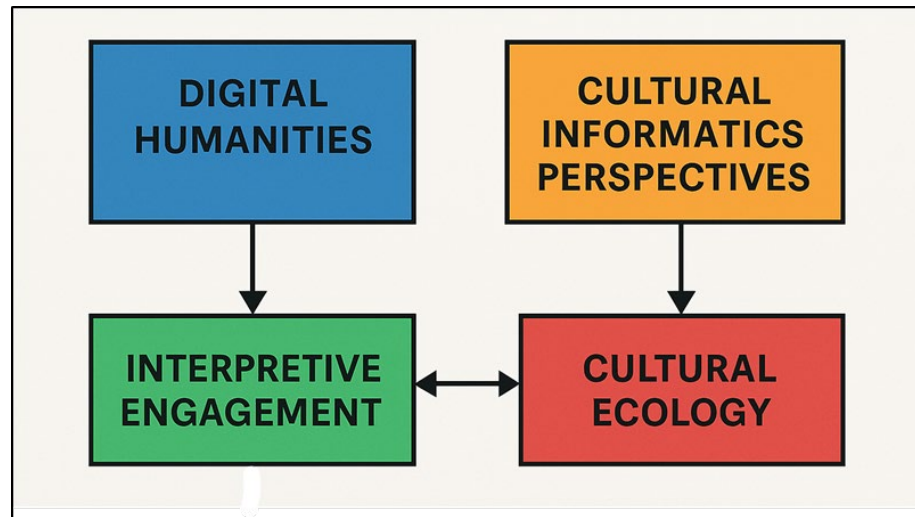 DIGITAL
HUMANITIES
CULTURAL
INFORMATICS
PERSPECTIVES
INTERPRETIVE
ENGAGEMENT
CULTURAL
ECOLOGY